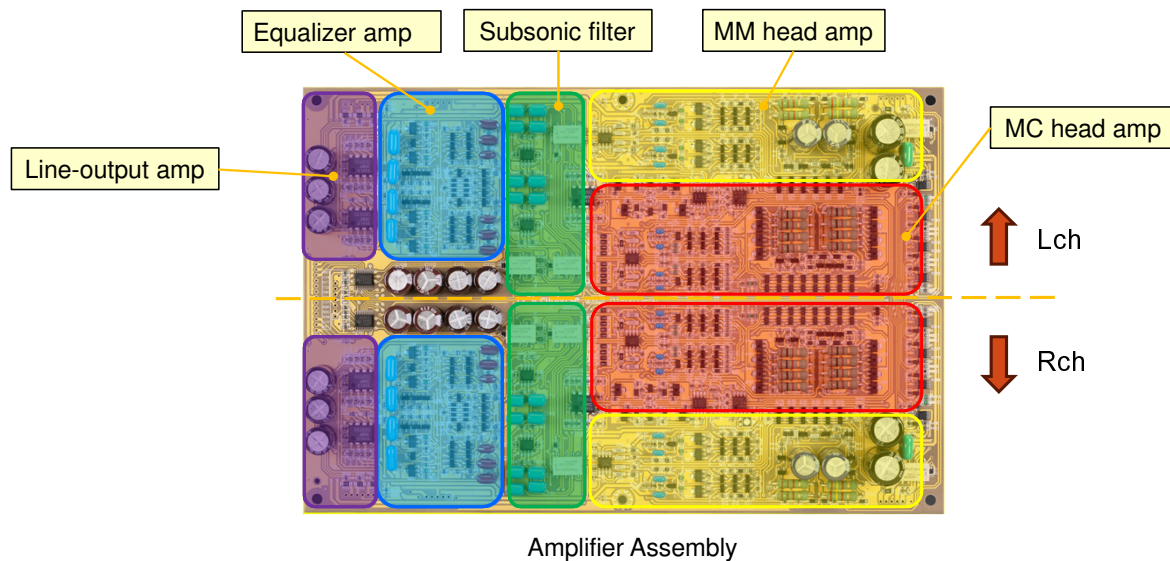 Equalizer amp
Subsonic filter
MM head amp
MC head amp
Line-output amp
Lch
Rch
Amplifier Assembly